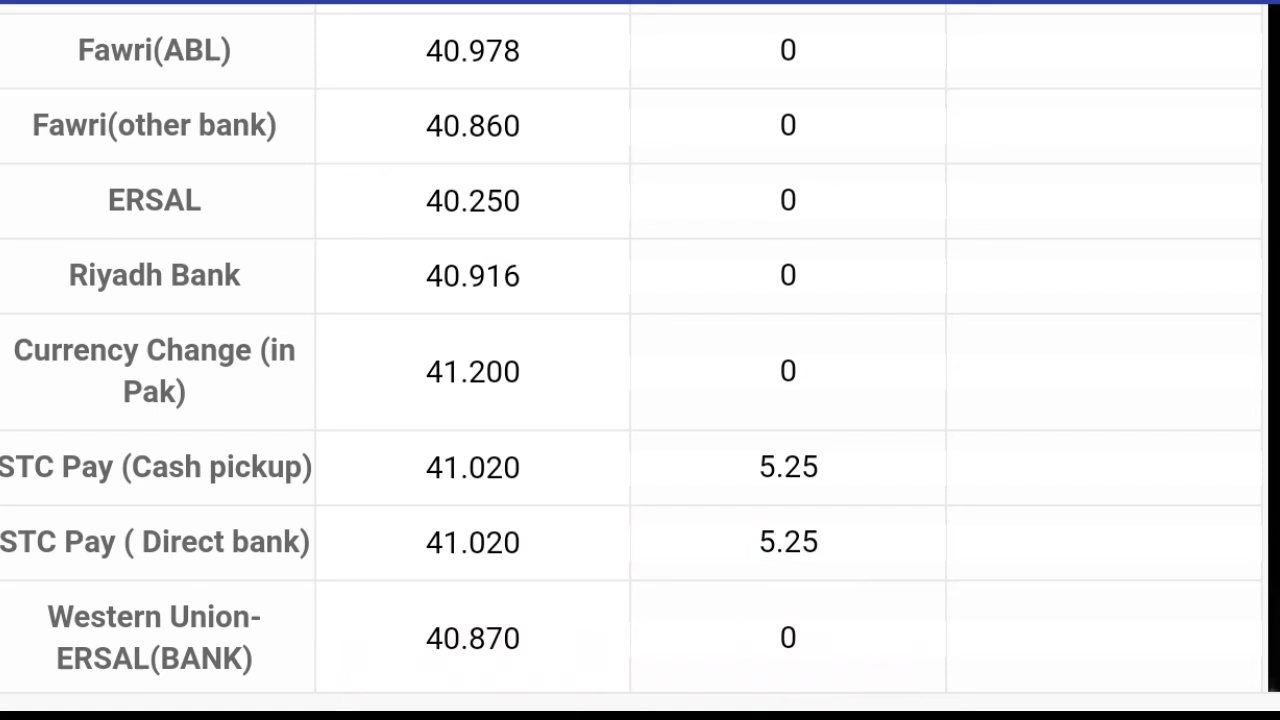 Fawri(ABL) 40.978 0
Fawri(other bank) 40.860 0
ERSAL 40.250 0
Riyadh Bank 40.916 0
Currency Change (in
Pak) 41.200 0
STC Pay (Cash pickup) 41.020 5.25
STC Pay ( Direct bank) 41.020 5.25
Western Union-
ERSAL(BANK) 40.870 0